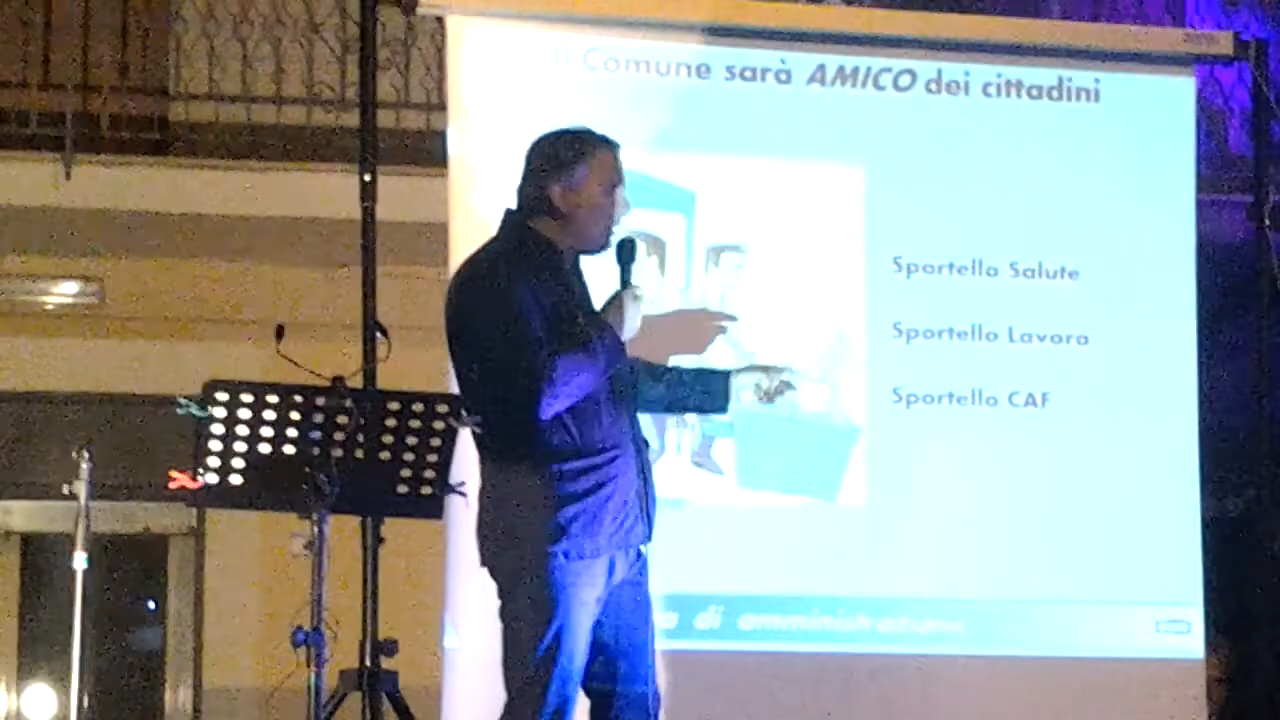 Il Comune sarà AMICO dei cittadini
Sportello Salute
Sportello Lavoro
Sportello CAF
di amministrazione